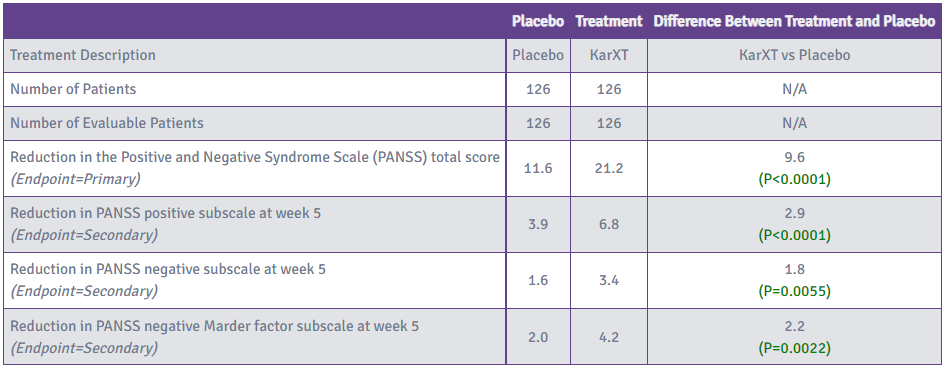 Placebo Treatment Difference Between Treatment and Placebo
Treatment Description Placebo KarXT KarXT vs Placebo
Number of Patients 126 126 N/A
Number of Evaluable Patients 126 126 N/A
Reduction in the Positive and Negative Syndrome Scale (PANSS) total score
(Endpoint=Primary)
11.6 21.2
9.6
(P<0.0001)
Reduction in PANSS positive subscale at week 5
(Endpoint=Secondary)
3.9 6.8
2.9
(P<0.0001)
Reduction in PANSS negative subscale at week 5
(Endpoint=Secondary)
1.6 3.4
1.8
(P=0.0055)
Reduction in PANSS negative Marder factor subscale at week 5
(Endpoint=Secondary)
2.0 4.2
2.2
(P=0.0022)